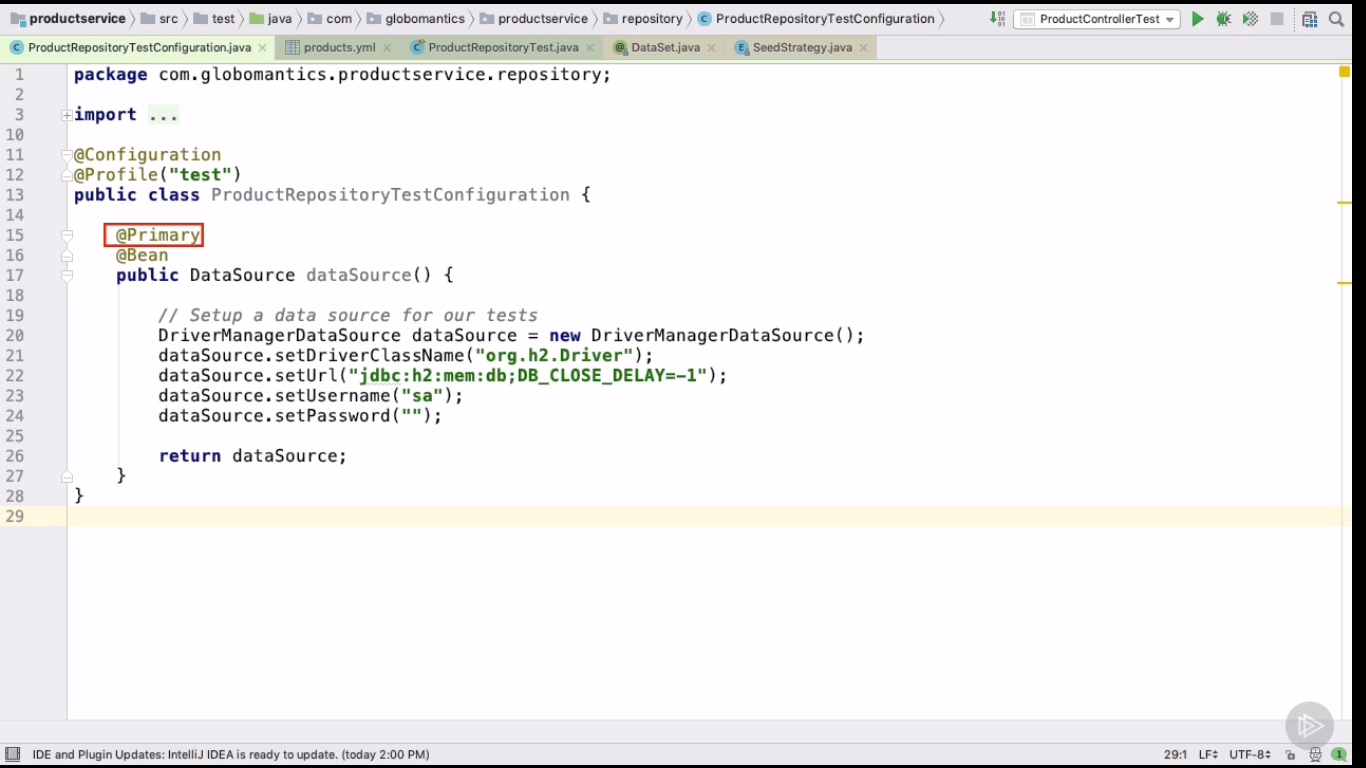 productservice src test java com globomantics productservice repository ProductRepositoryTestConfiguration ProductControllerTest
ProductRepositoryTestConfiguration.java products.yml ProductRepositoryTest.java DataSet.java SeedStrategy.java
1 package com.globomantics.productservice.repository;
2
3 import ...
10
11 @Configuration
12 @Profile("test")
13 public class ProductRepositoryTestConfiguration {
14
15 @Primary
16 @Bean
17 public DataSource dataSource() {
18
19 // Setup a data source for our tests
20 DriverManagerDataSource dataSource = new DriverManagerDataSource();
21 dataSource.setDriverClassName("org.h2.Driver");
22 dataSource.setUrl("jdbc:h2:mem:db;DB_CLOSE_DELAY=-1");
23 dataSource.setUsername("sa");
24 dataSource.setPassword("");
25
26 return dataSource;
27 }
28 }
29
IDE and Plugin Updates: IntelliJ IDEA is ready to update. (today 2:00 PM) 29:1 LF UTF-8 1